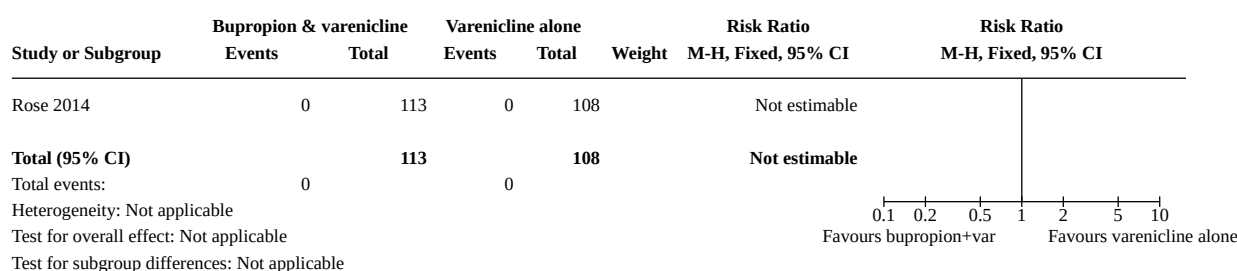 Bupropion & varenicline Varenicline alone Risk Ratio Risk Ratio
Study or Subgroup Events Total Events Total Weight M-H, Fixed, 95% CI M-H, Fixed, 95% CI
Rose 2014 0 113 0 108 Not estimable
Total (95% CI) 113 108 Not estimable
Total events: 0 0
Heterogeneity: Not applicable
0.1 0.2 0.5 1 2 5 10
Test for overall effect: Not applicable Favours bupropion+var Favours varenicline alone
Test for subgroup differences: Not applicable